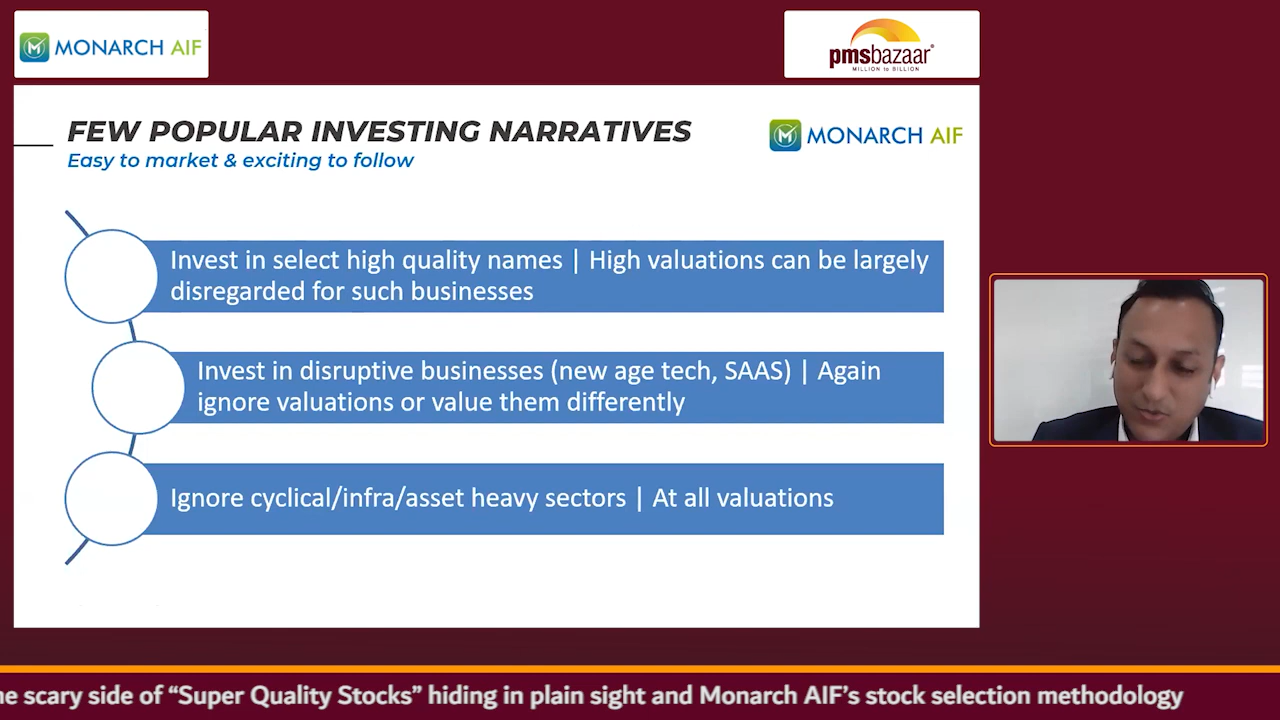 MONARCH AIF
pmsbazaar
MILLION to BILLION
FEW POPULAR INVESTING NARRATIVES
Easy to market & exciting to follow
MONARCH AIF
Invest in select high quality names | High valuations can be largely
disregarded for such businesses
Invest in disruptive businesses (new age tech, SAAS) | Again
ignore valuations or value them differently
Ignore cyclical/infra/asset heavy sectors | At all valuations
scary side of “Super Quality Stocks” hiding in plain sight and Monarch AIF’s stock selection methodology